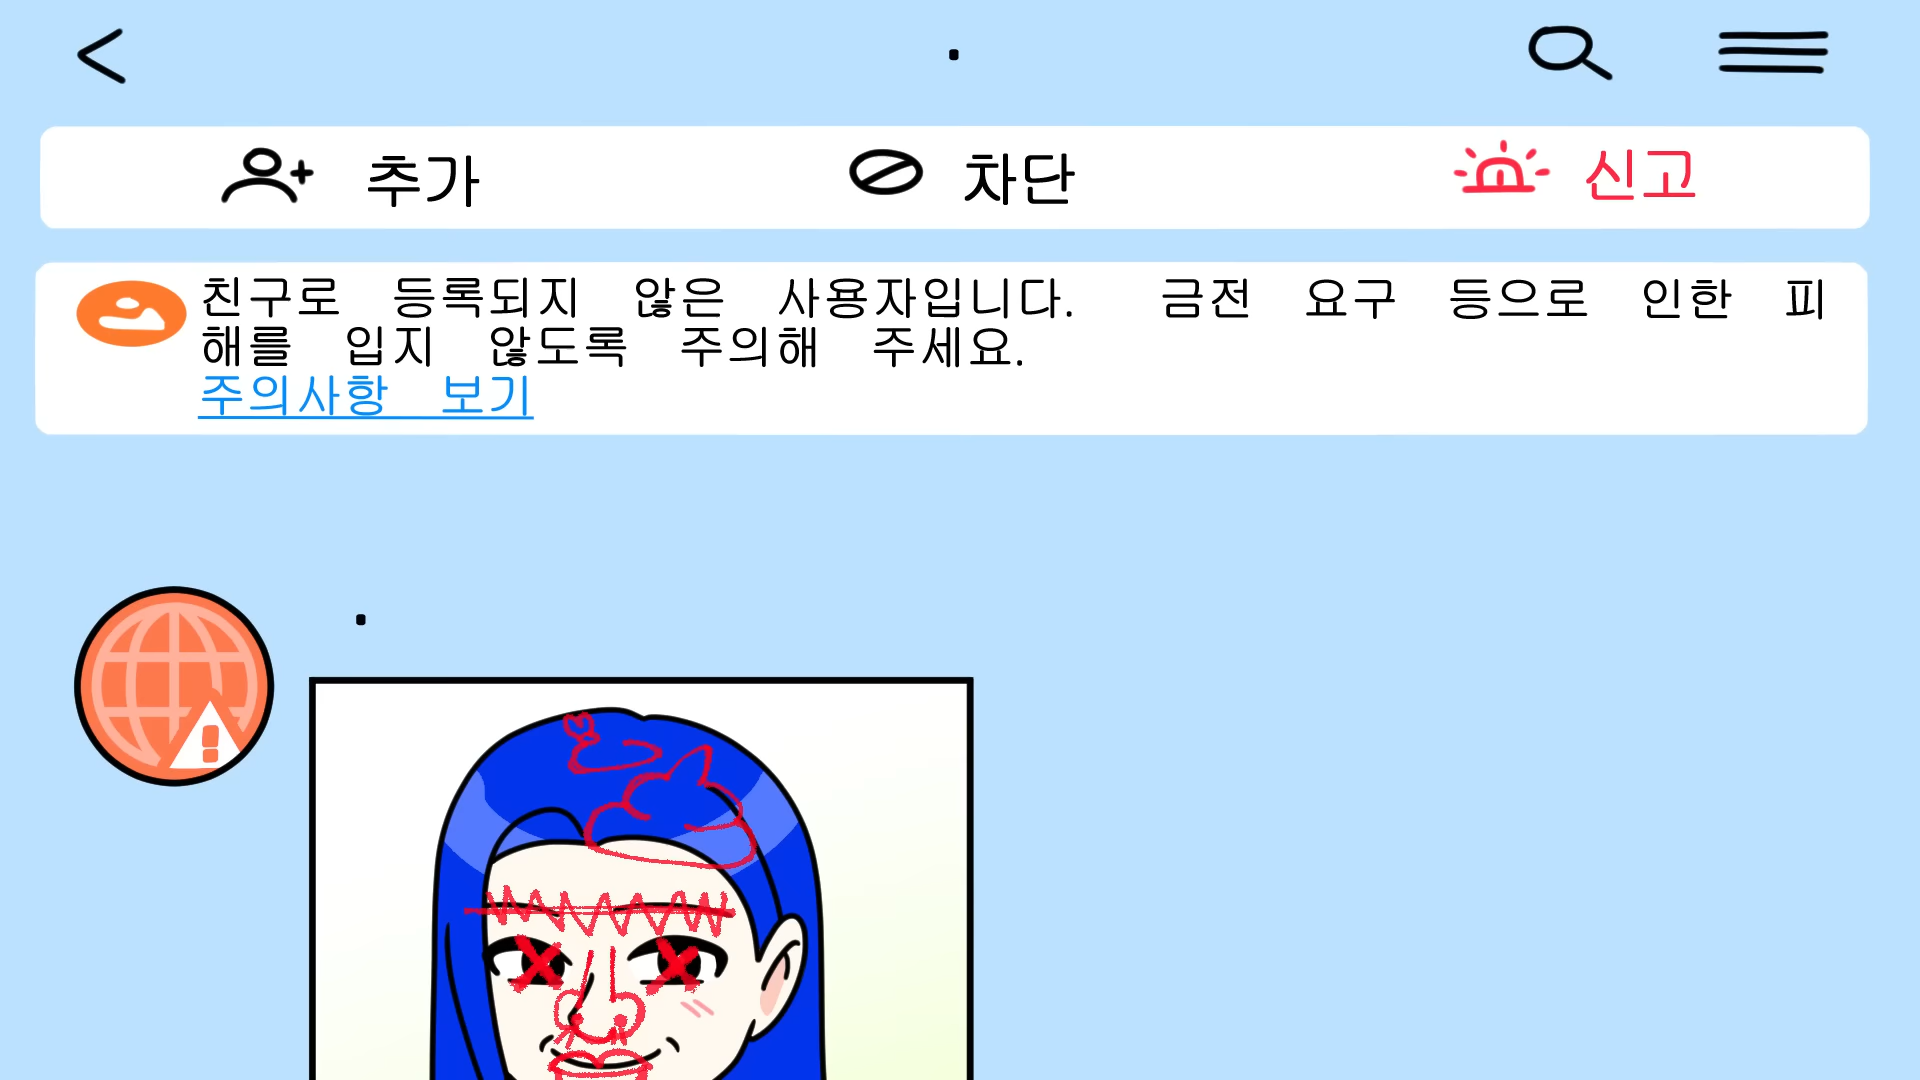 .
추가 차단 신고
친구로 등록되지 않은 사용자입니다. 금전 요구 등으로 인한 피
해를 입지 않도록 주의해 주세요.
주의사항 보기
.